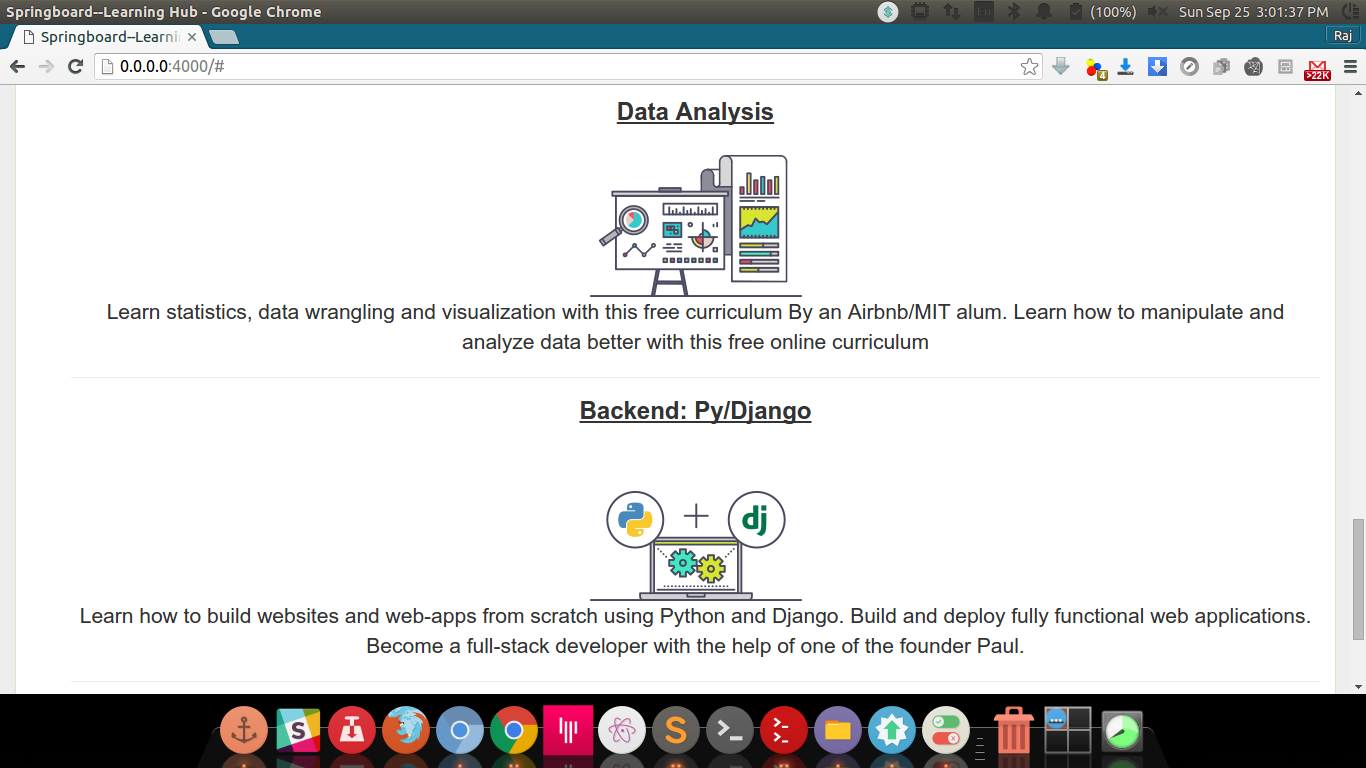 Springboard--Learning Hub - Google Chrome
(100%) Sun Sep 25 3:01:37 PM
Springboard--Learni
Raj
0.0.0.0:4000/#
4
>22K
Data Analysis
Learn statistics, data wrangling and visualization with this free curriculum By an Airbnb/MIT alum. Learn how to manipulate and
analyze data better with this free online curriculum
Backend: Py/Django
dj
Learn how to build websites and web-apps from scratch using Python and Django. Build and deploy fully functional web applications.
Become a full-stack developer with the help of one of the founder Paul.